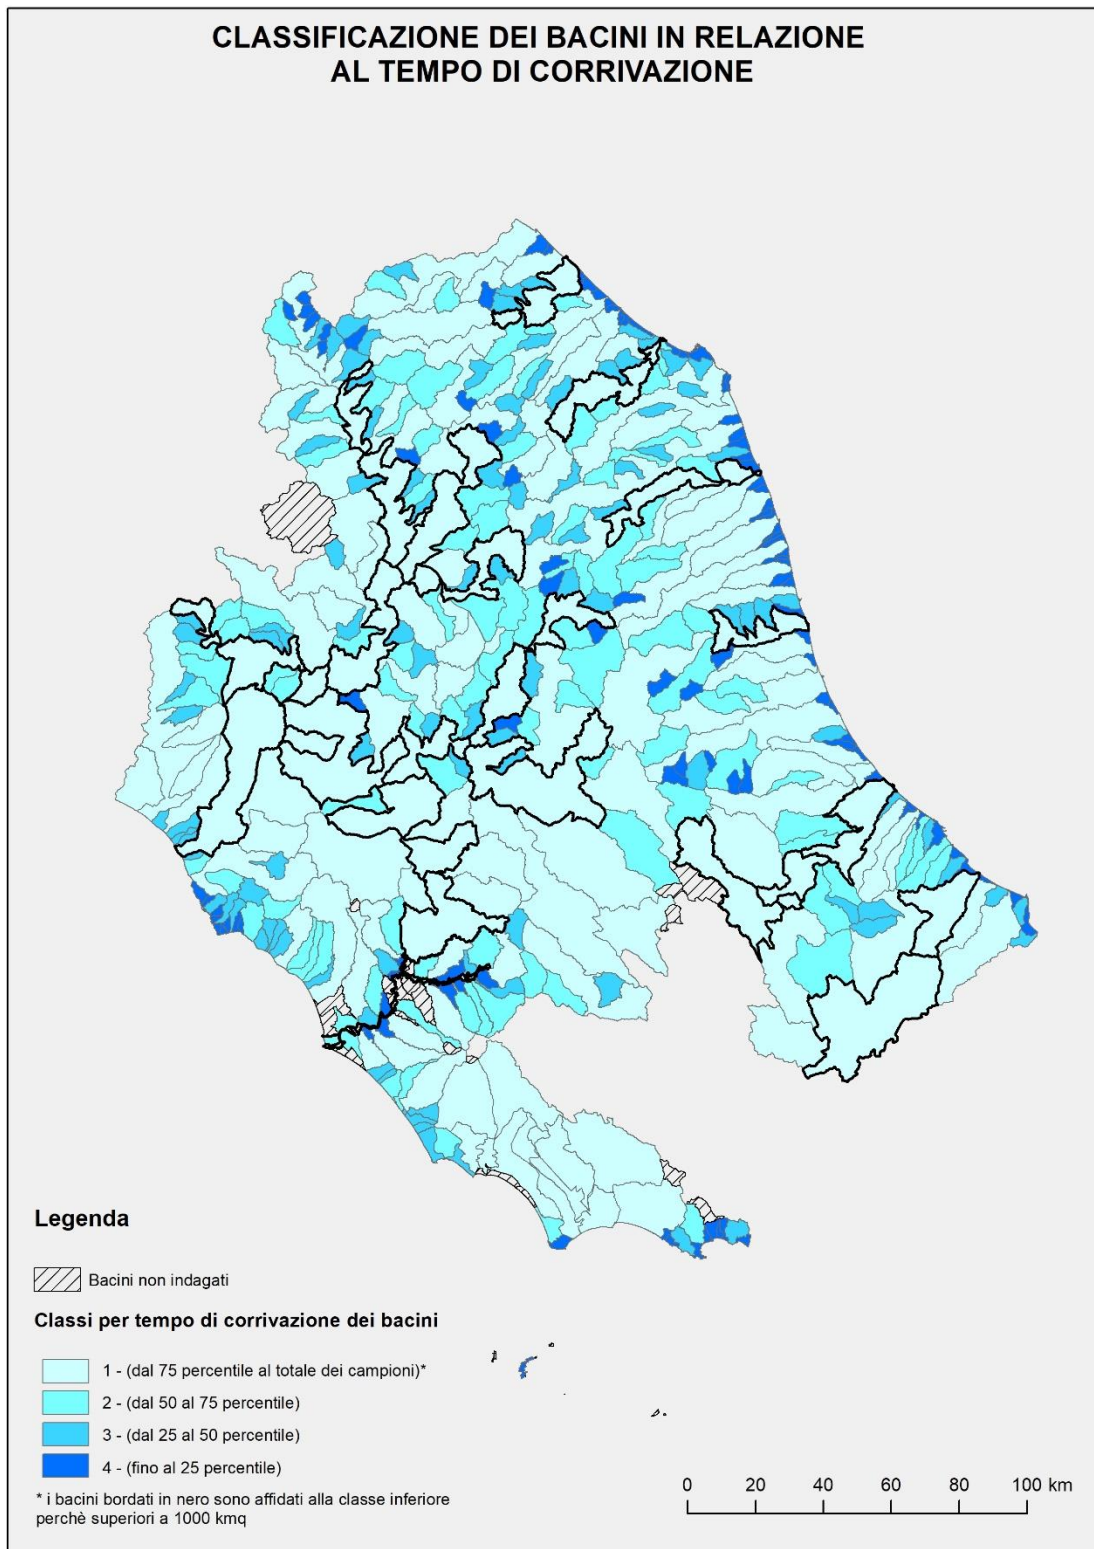 CLASSIFICAZIONE DEI BACINI IN RELAZIONE
AL TEMPO DI CORRIVAZIONE
Legenda
Bacini non indagati
Classi per tempo di corrivazione dei bacini
1 - (dal 75 percentile al totale dei campioni)*
2 - (dal 50 al 75 percentile)
3 - (dal 25 al 50 percentile)
4 - (fino al 25 percentile)
* i bacini bordati in nero sono affidati alla classe inferiore
perchè superiori a 1000 kmq
0 20 40 60 80 100 km